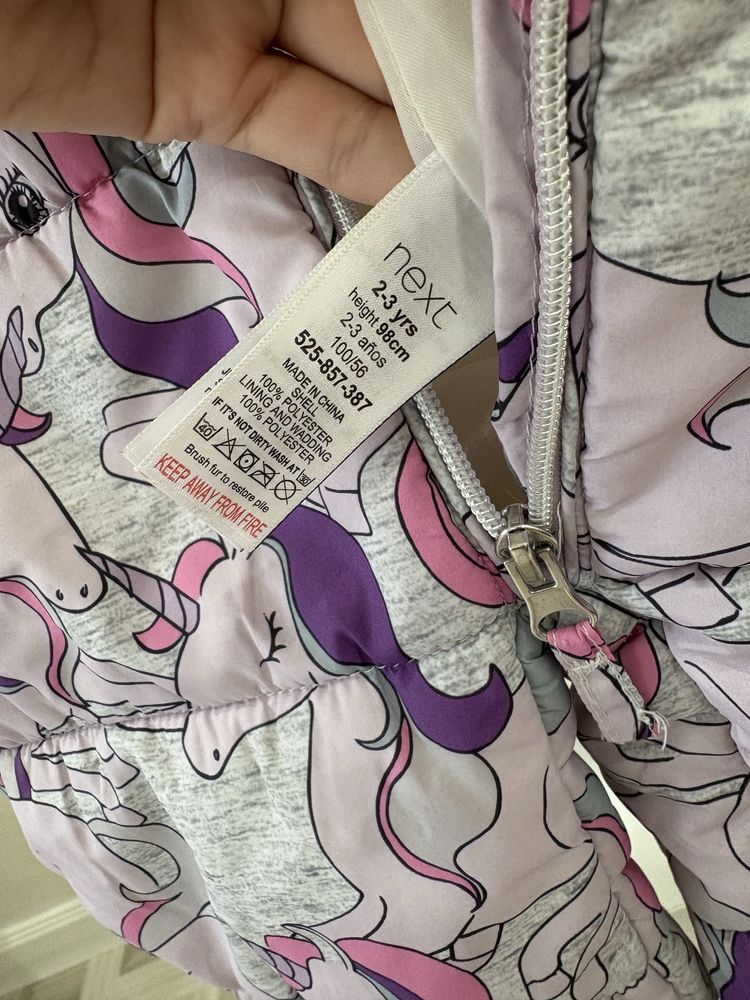 next
2-3 yrs
height 98cm
2-3 años
100/56
525-857-387
MADE IN CHINA
SHELL
100% POLYESTER
LINING AND WADDING
100% POLYESTER
IF IT'S NOT DIRTY WASH AT 30
40
Brush fur to restore pile
KEEP AWAY FROM FIRE